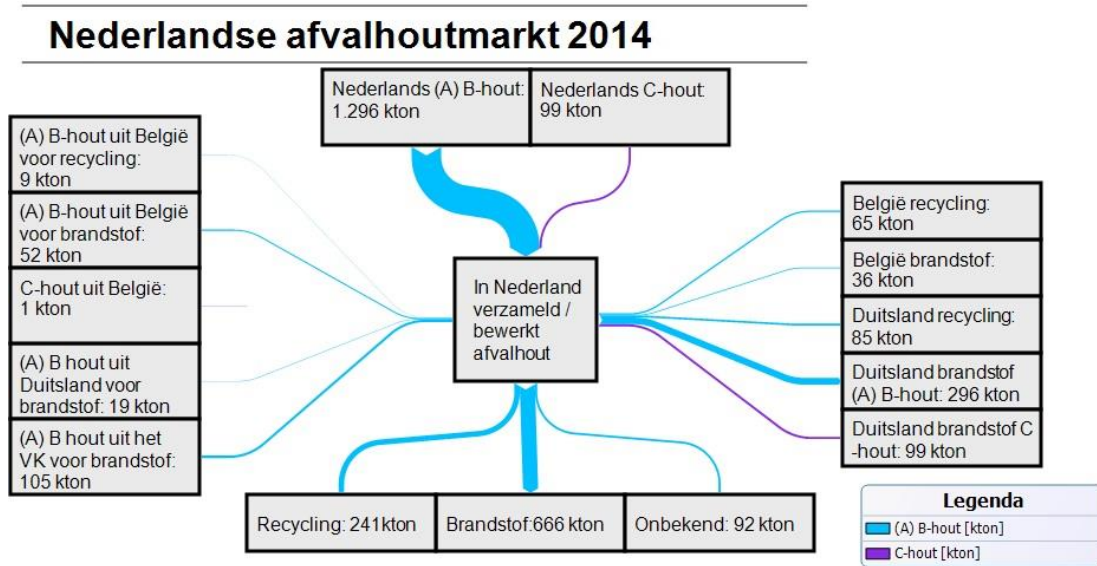 Nederlandse afvalhoutmarkt 2014
Nederlands (A) B-hout:
1.296 kton
Nederlands C-hout:
99 kton
(A) B-hout uit België
voor recycling:
9 kton
(A) B-hout uit België
voor brandstof:
52 kton
C-hout uit België:
1 kton
(A) B hout uit
Duitsland voor
brandstof: 19 kton
(A) B hout uit het
VK voor brandstof:
105 kton
In Nederland
verzameld /
bewerkt
afvalhout
België recycling:
65 kton
België brandstof:
36 kton
Duitsland recycling:
85 kton
Duitsland brandstof
(A) B-hout: 296 kton
Duitsland brandstof C
-hout: 99 kton
Recycling: 241kton
Brandstof:666 kton
Onbekend: 92 kton
Legenda
(A) B-hout [kton]
C-hout [kton]